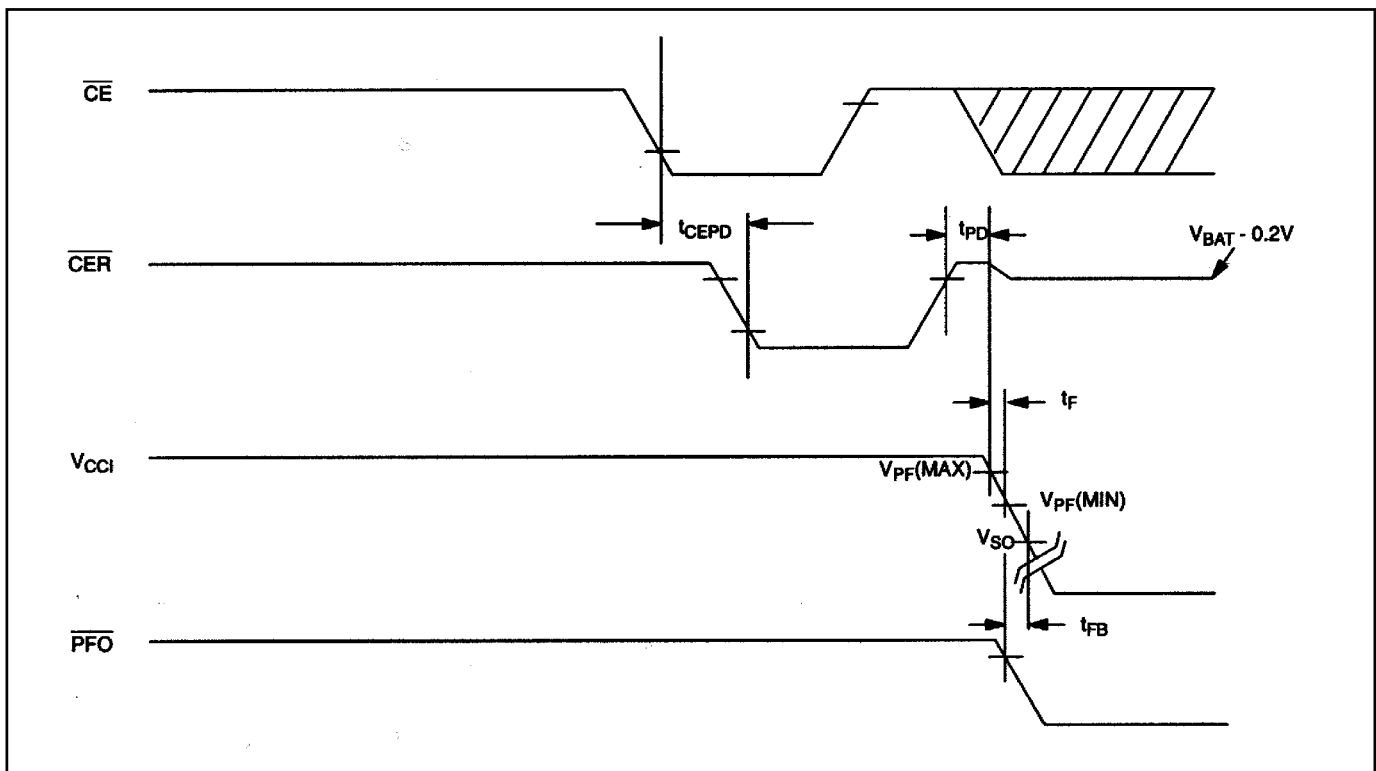 CE
tCEPD
tPD
VBAT - 0.2V
CER
tF
VCCI
VPF(MAX)
VPF(MIN)
VSO
tFB
PFO